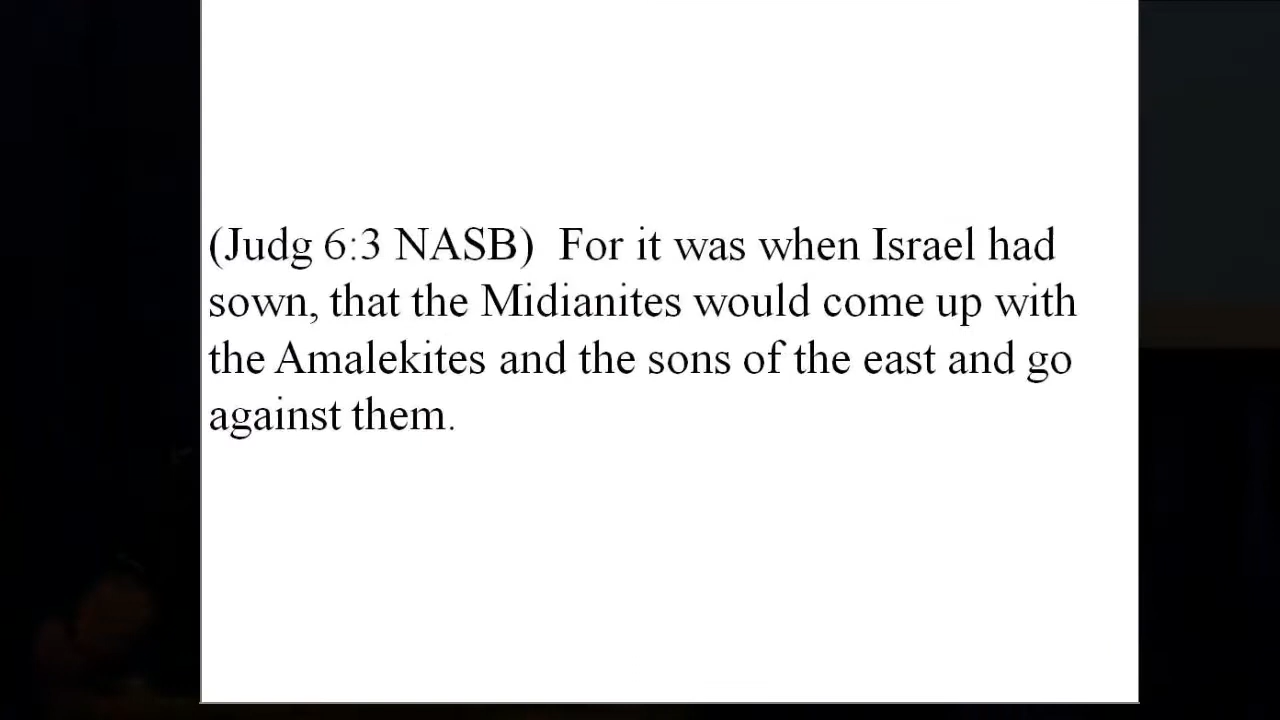 (Judg 6:3 NASB)  For it was when Israel had
sown, that the Midianites would come up with
the Amalekites and the sons of the east and go
against them.